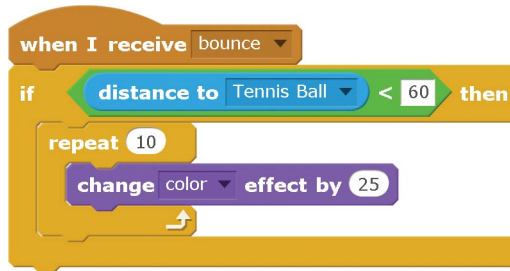 when I receive bounce
if distance to Tennis Ball < 60 then
repeat 10
change color effect by 25